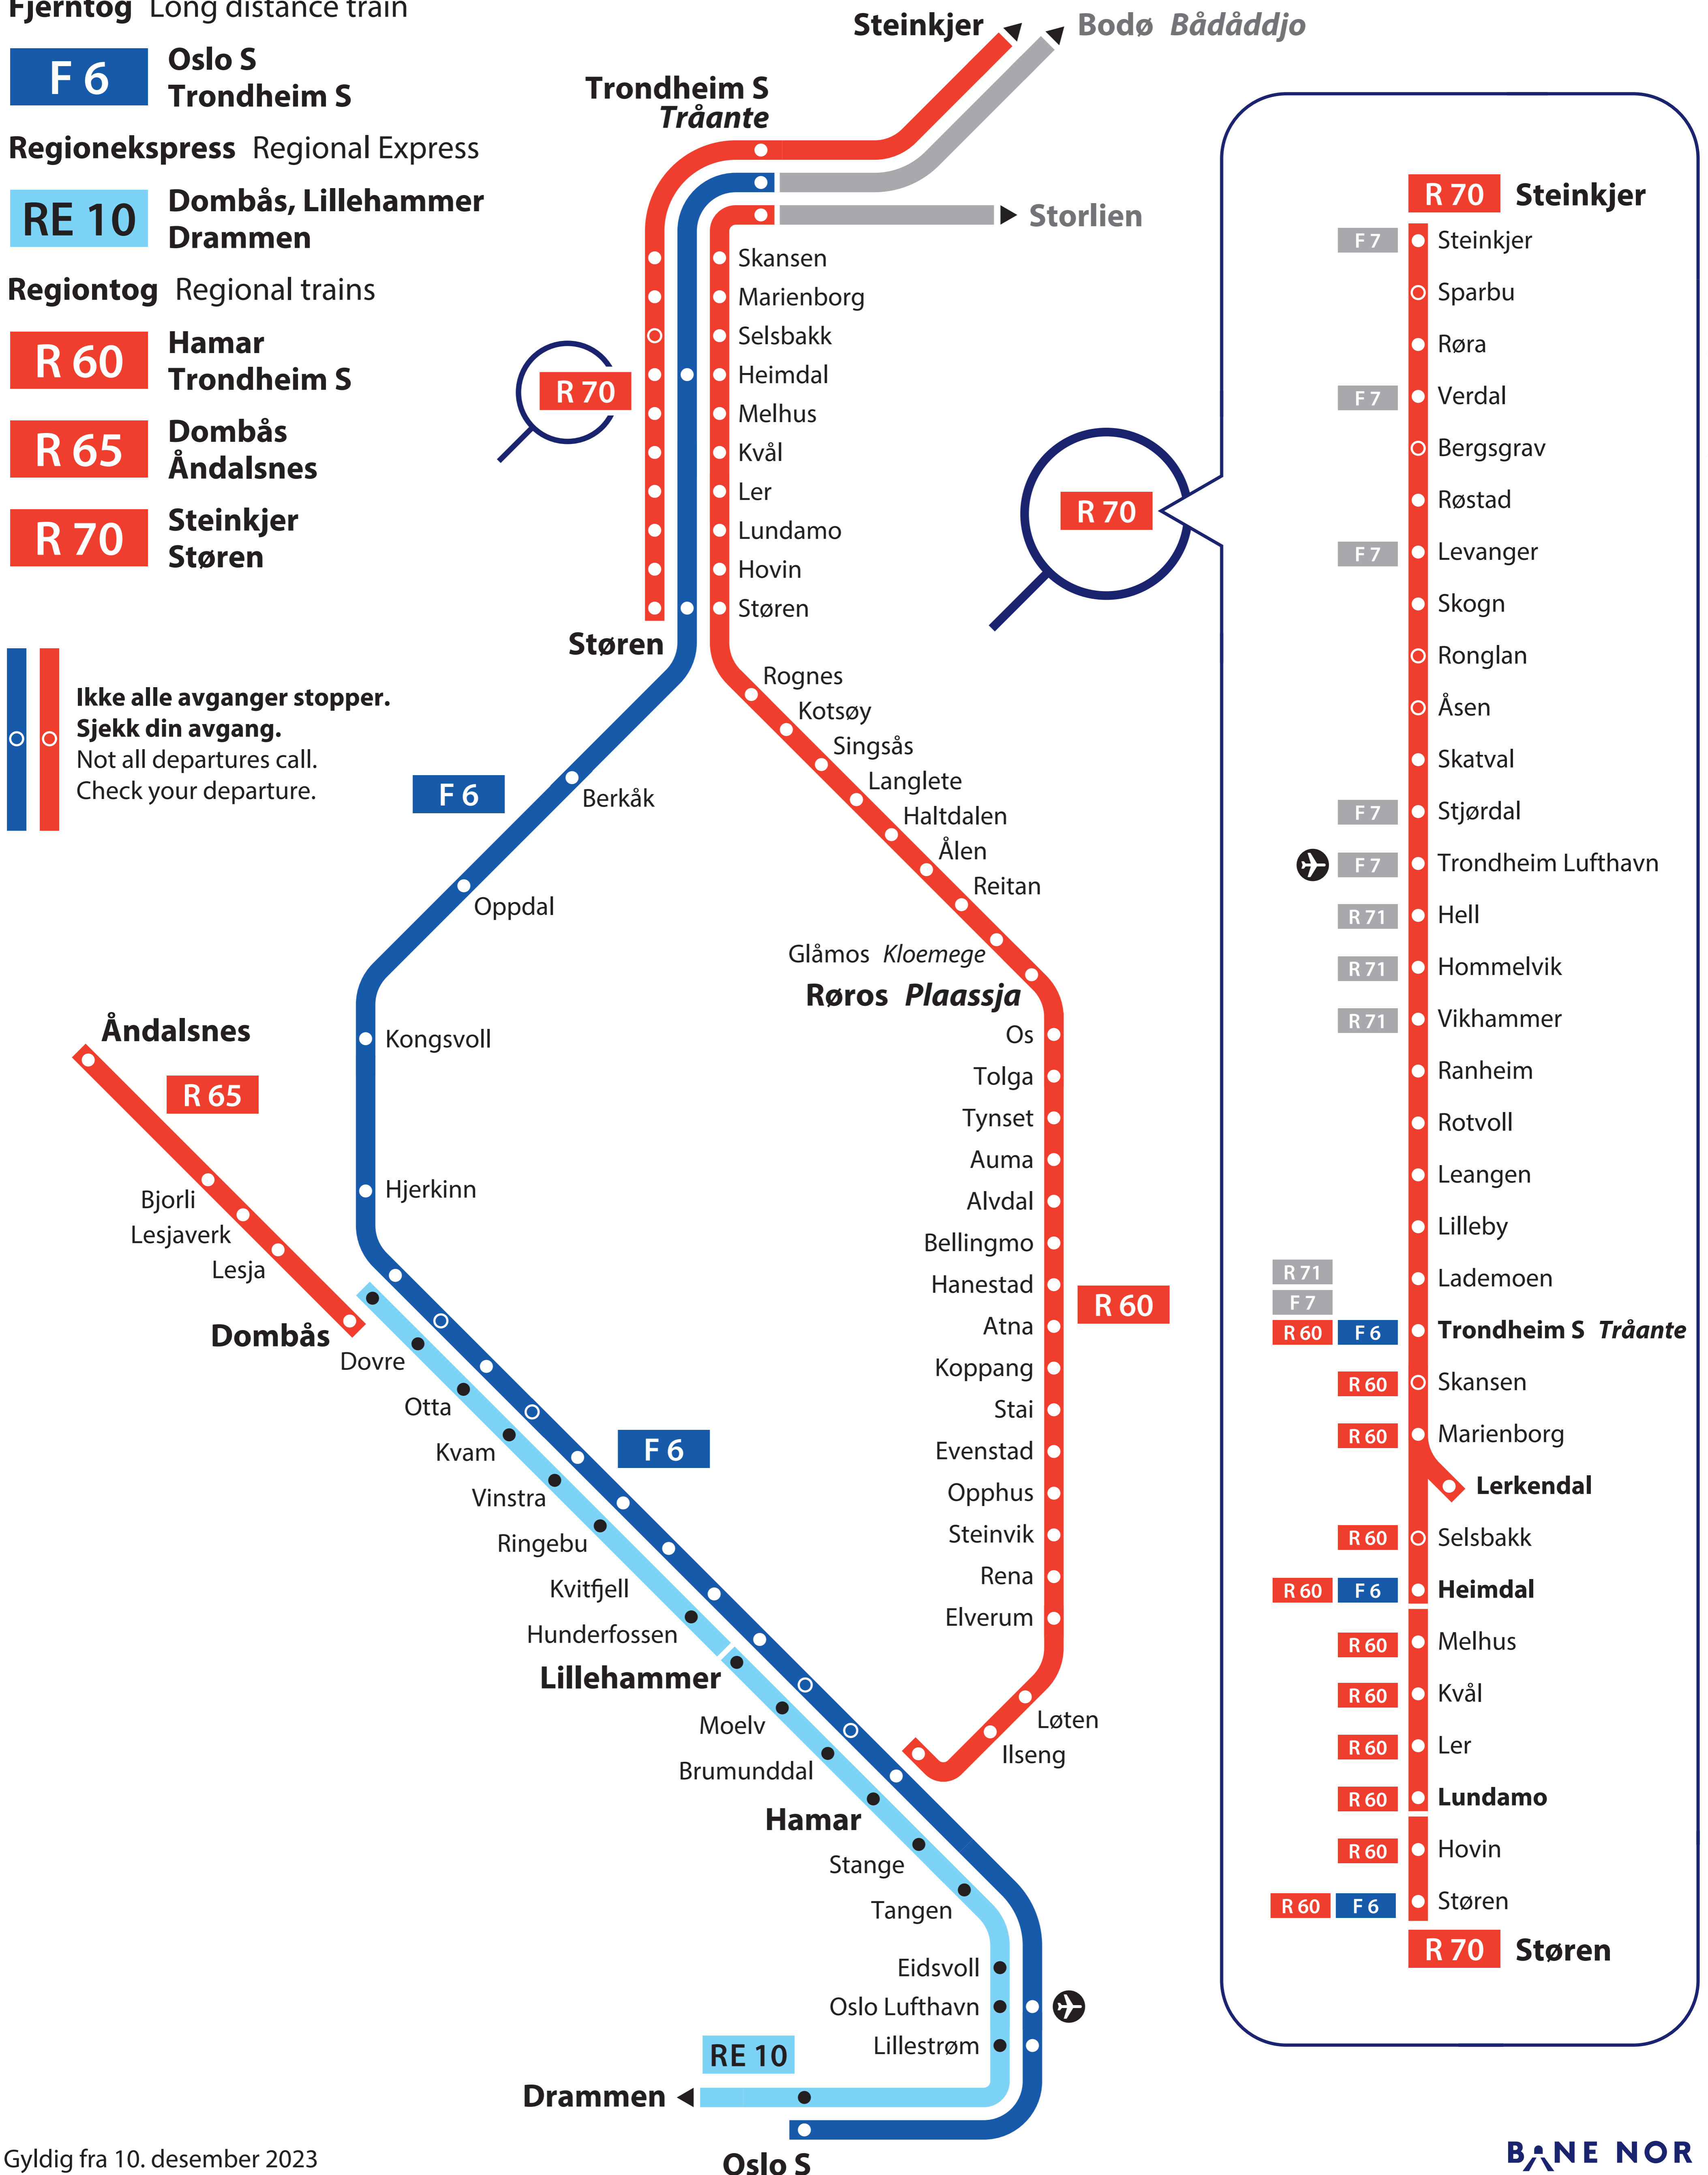 Fjerntog Long distance train
F 6
Oslo S
Trondheim S
Regionekspress Regional Express
RE 10
Dombås, Lillehammer
Drammen
Regiontog Regional trains
R 60
Hamar
Trondheim S
R 65
Dombås
Åndalsnes
R 70
Steinkjer
Støren
Ikke alle avganger stopper.
Sjekk din avgang.
Not all departures call.
Check your departure.
Steinkjer
Bodø Bådåddjo
Trondheim S
Tråante
Storlien
Skansen
Marienborg
Selsbakk
Heimdal
R 70
Melhus
Kvål
Ler
Lundamo
Hovin
Støren
Støren
Rognes
Kotsøy
Singsås
Langlete
Haltdalen
Ålen
Reitan
Glåmos Kloemege
Røros Plaassja
Os
Tolga
Tynset
Auma
Alvdal
Bellingmo
Hanestad
R 60
Atna
Koppang
Stai
Evenstad
Opphus
Steinvik
Rena
Elverum
Løten
Ilseng
F 6
Berkåk
Oppdal
Kongsvoll
Hjerkinn
Åndalsnes
R 65
Bjorli
Lesjaverk
Lesja
Dombås
Dovre
Otta
F 6
Kvam
Vinstra
Ringebu
Kvitfjell
Hunderfossen
Lillehammer
Moelv
Brumunddal
Hamar
Stange
Tangen
Eidsvoll
Oslo Lufthavn
Lillestrøm
RE 10
Drammen
Oslo S
R 70
R 70 Steinkjer
F 7 Steinkjer
Sparbu
Røra
F 7 Verdal
Bergsgrav
Røstad
F 7 Levanger
Skogn
Ronglan
Åsen
Skatval
F 7 Stjørdal
F 7 Trondheim Lufthavn
R 71 Hell
R 71 Hommelvik
R 71 Vikhammer
Ranheim
Rotvoll
Leangen
Lilleby
R 71 Lademoen
F 7
R 60 F 6 Trondheim S Tråante
R 60 Skansen
R 60 Marienborg
Lerkendal
R 60 Selsbakk
R 60 F 6 Heimdal
R 60 Melhus
R 60 Kvål
R 60 Ler
R 60 Lundamo
R 60 Hovin
R 60 F 6 Støren
R 70 Støren
Gyldig fra 10. desember 2023
BANE NOR